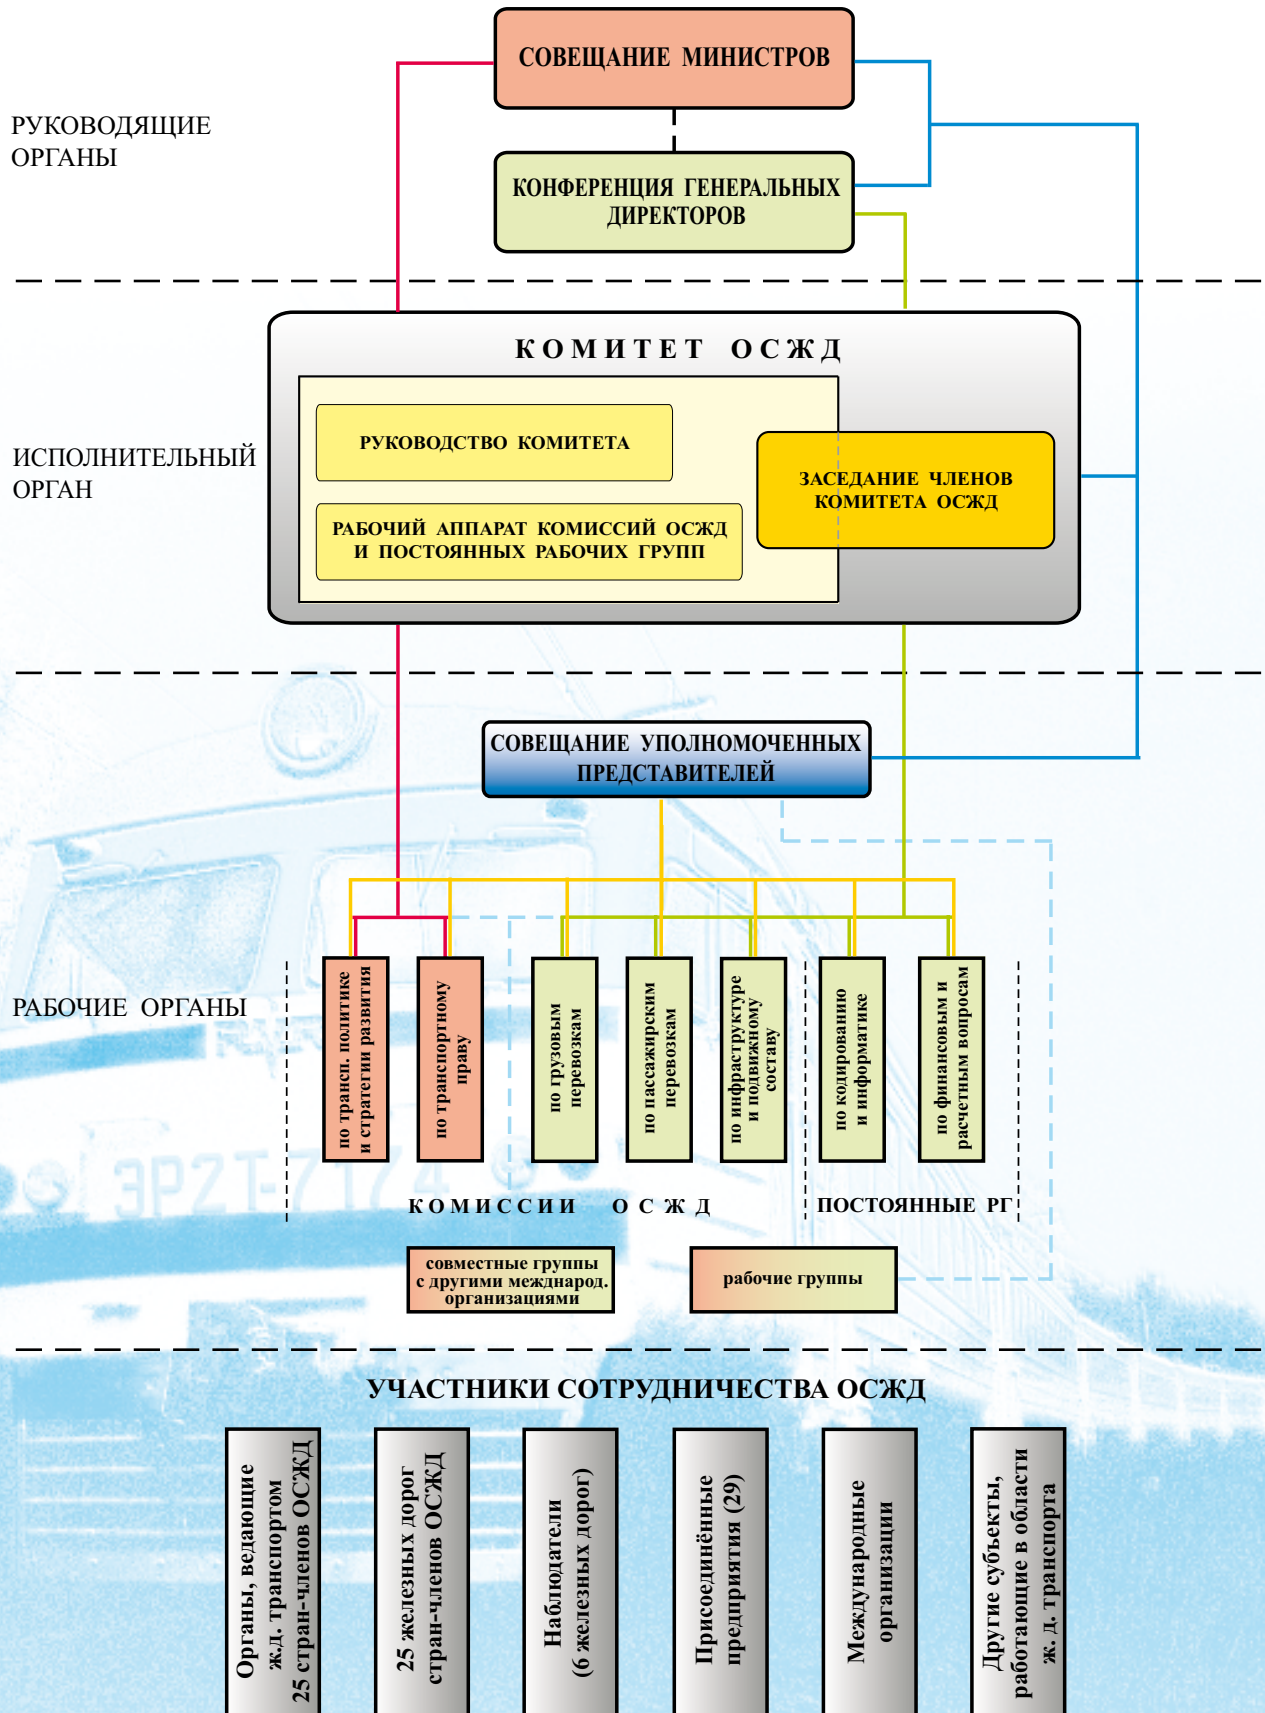 СОВЕЩАНИЕ МИНИСТРОВ
РУКОВОДЯЩИЕ
ОРГАНЫ
КОНФЕРЕНЦИЯ ГЕНЕРАЛЬНЫХ
ДИРЕКТОРОВ
КОМИТЕТ ОСЖД
РУКОВОДСТВО КОМИТЕТА
ИСПОЛНИТЕЛЬНЫЙ
ОРГАН
ЗАСЕДАНИЕ ЧЛЕНОВ
КОМИТЕТА ОСЖД
РАБОЧИЙ АППАРАТ КОМИССИЙ ОСЖД
И ПОСТОЯННЫХ РАБОЧИХ ГРУПП
СОВЕЩАНИЕ УПОЛНОМОЧЕННЫХ
ПРЕДСТАВИТЕЛЕЙ
РАБОЧИЕ ОРГАНЫ
по трансп. политике
и стратегии развития
по транспортному
праву
по грузовым
перевозкам
по пассажирским
перевозкам
по инфраструктуре
и подвижному
составу
по кодированию
и информатике
по финансовым и
расчетным вопросам
ЭР2Т-7174
КОМИССИИ ОСЖД
ПОСТОЯННЫЕ РГ
совместные группы
с другими междунард.
организациями
рабочие группы
УЧАСТНИКИ СОТРУДНИЧЕСТВА ОСЖД
Органы, ведающие
ж.д. транспортом
25 стран-членов ОСЖД
25 железных дорог
стран-членов ОСЖД
Наблюдатели
(6 железных дорог)
Присоединённые
предприятия (29)
Международные
организации
Другие субъекты,
работающие в области
ж. д. транспорта